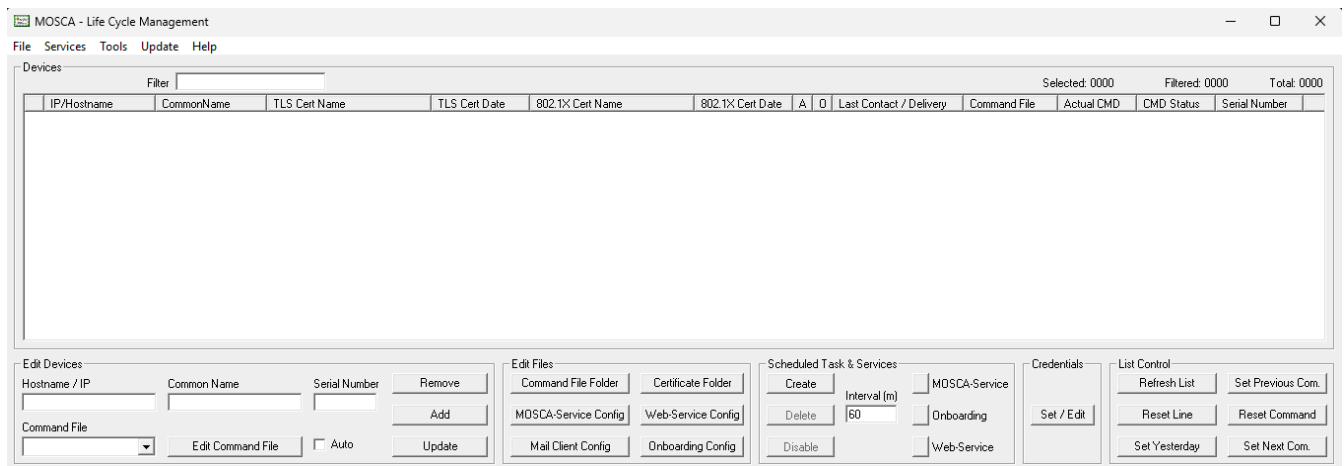 MOSCA - Life Cycle Management
File Services Tools Update Help
Devices
Filter
Selected: 0000 Filtered: 0000 Total: 0000
IP/Hostname CommonName TLS Cert Name TLS Cert Date 802.1X Cert Name 802.1X Cert Date A O Last Contact / Delivery Command File Actual CMD CMD Status Serial Number
Edit Devices
Hostname / IP Common Name Serial Number Remove
Add
Command File
Edit Command File Auto Update
Edit Files
Command File Folder Certificate Folder
MOSCA-Service Config Web-Service Config
Mail Client Config Onboarding Config
Scheduled Task & Services
Create Interval (m) MOSCA-Service
Delete 60 Onboarding
Disable Web-Service
Credentials
Set / Edit
List Control
Refresh List Set Previous Com.
Reset Line Reset Command
Set Yesterday Set Next Com.